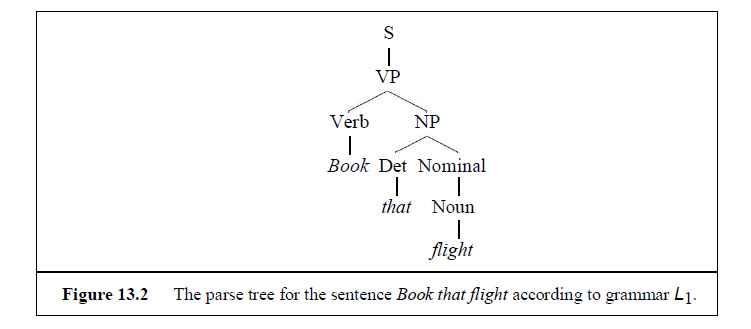 S
VP
Verb NP
Book Det Nominal
that Noun
flight
Figure 13.2 The parse tree for the sentence Book that flight according to grammar L1.